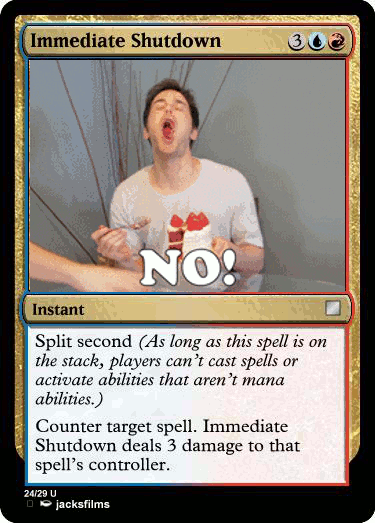 Immediate Shutdown 3
NO!
Instant
Split second (As long as this spell is on
the stack, players can't cast spells or
activate abilities that aren't mana
abilities.)
Counter target spell. Immediate
Shutdown deals 3 damage to that
spell's controller.
24/29 U
jacksfilms